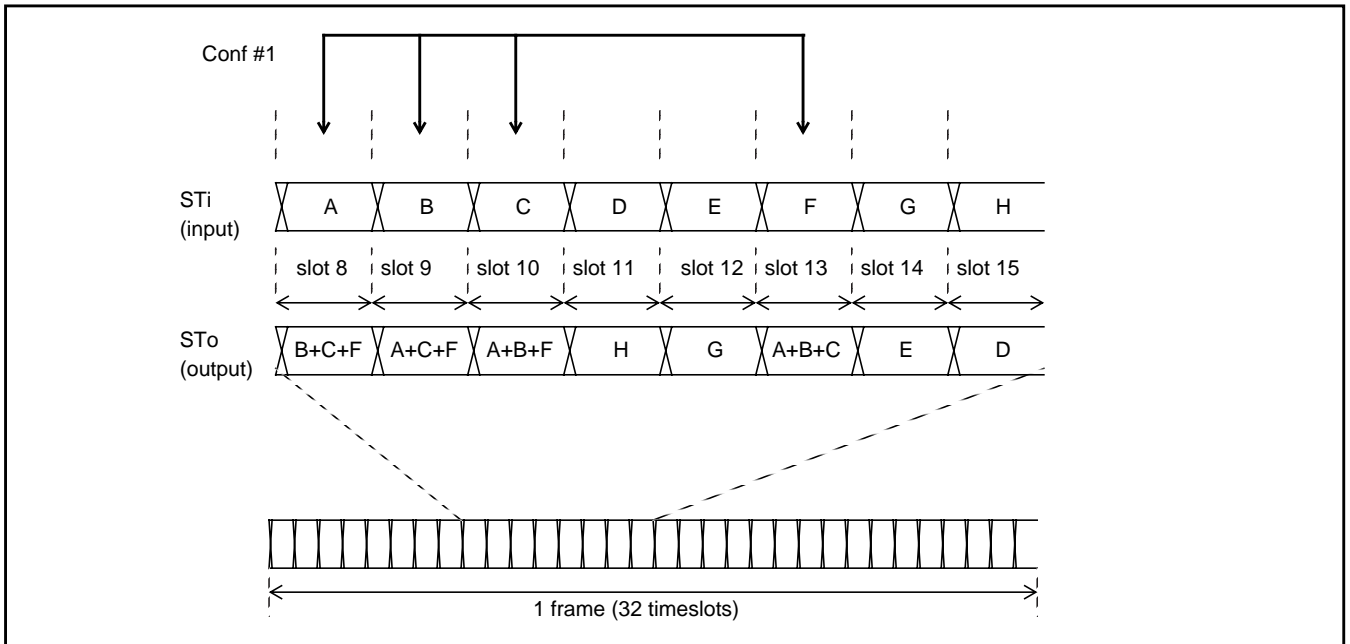 Conf #1
STi
(input)
A B C D E F G H
slot 8 slot 9 slot 10 slot 11 slot 12 slot 13 slot 14 slot 15
STo
(output)
B+C+F A+C+F A+B+F H G A+B+C E D
1 frame (32 timeslots)